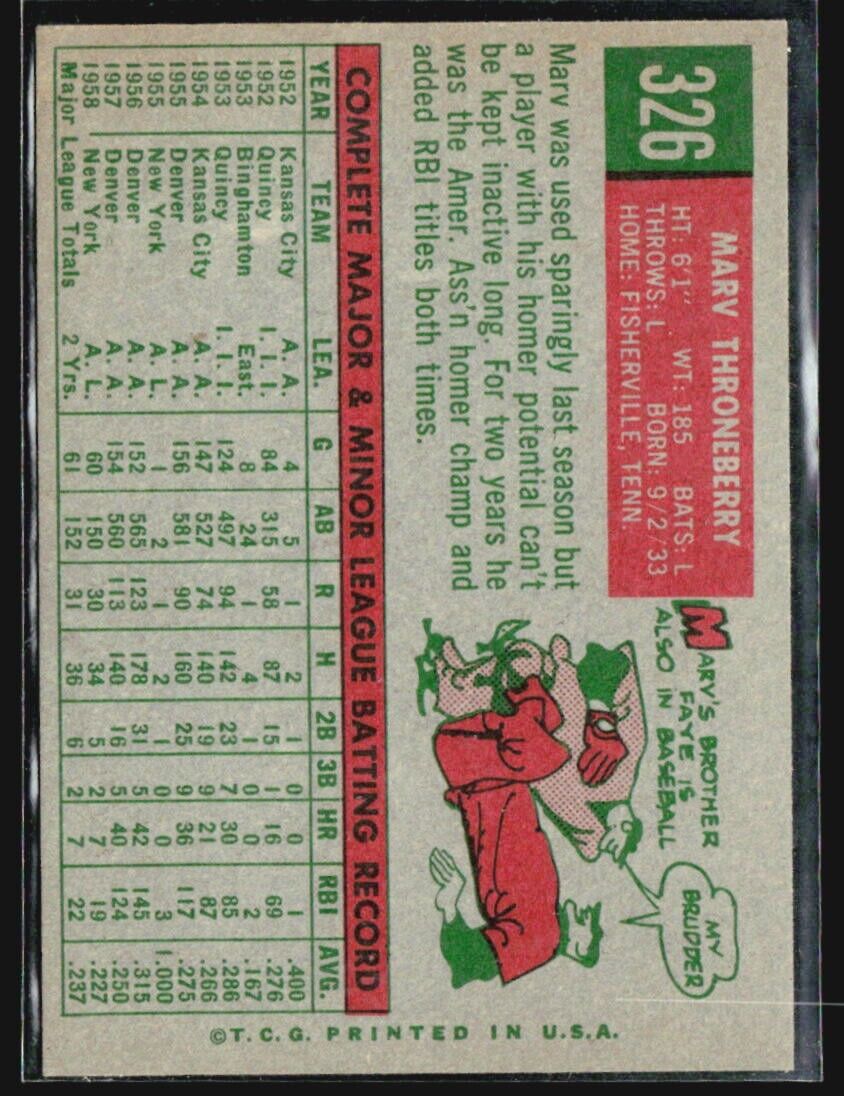 326
MARV THRONEBERRY
HT: 6'1" WT: 185 BATS: L
THROWS: L BORN: 9/2/33
HOME: FISHERVILLE, TENN.
Marv was used sparingly last season but
a player with his homer potential can't
be kept inactive long. For two years he
was the Amer. Ass'n homer champ and
added RBI titles both times.
MARV'S BROTHER
FAYE IS
ALSO IN BASEBALL
MY
BRUDDER
COMPLETE MAJOR & MINOR LEAGUE BATTING RECORD
YEAR TEAM LEA. G AB R H 2B 3B HR RBI AVG.
1952 Kansas City A. A. 4 5 1 2 1 0 0 1 .400
1952 Quincy I. I. I. 84 315 58 87 15 1 16 69 .276
1953 Binghamton East. 8 24 1 4 1 0 0 2 .167
1953 Quincy I. I. I. 124 497 94 142 23 7 30 85 .286
1954 Kansas City A. A. 147 527 74 140 19 9 21 87 .266
1955 Denver A. A. 156 581 90 160 25 9 36 117 .275
1955 New York A. L. 1 2 1 2 1 0 0 3 1.000
1956 Denver A. A. 152 565 123 178 31 5 42 145 .315
1957 Denver A. A. 154 560 113 140 16 5 40 124 .250
1958 New York A. L. 60 150 30 34 5 2 7 19 .227
Major League Totals 2 Yrs. 61 152 31 36 6 2 7 22 .237
©T. C. G. PRINTED IN U.S.A.